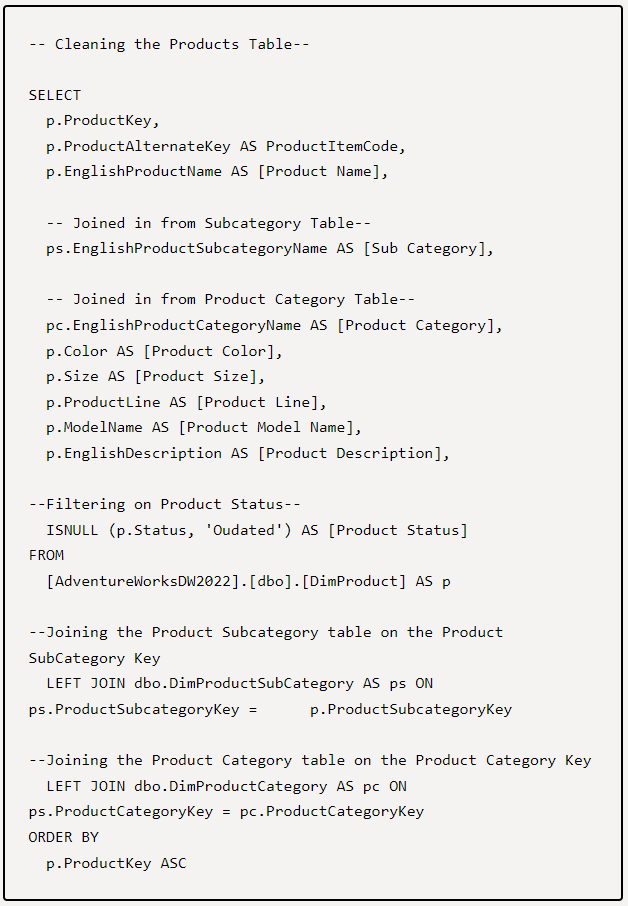 -- Cleaning the Products Table--
SELECT
p.ProductKey,
p.ProductAlternateKey AS ProductItemCode,
p.EnglishProductName AS [Product Name],
-- Joined in from Subcategory Table--
ps.EnglishProductSubcategoryName AS [Sub Category],
-- Joined in from Product Category Table--
pc.EnglishProductCategoryName AS [Product Category],
p.Color AS [Product Color],
p.Size AS [Product Size],
p.ProductLine AS [Product Line],
p.ModelName AS [Product Model Name],
p.EnglishDescription AS [Product Description],
--Filtering on Product Status--
ISNULL (p.Status, 'Oudated') AS [Product Status]
FROM
[AdventureWorksDW2022].[dbo].[DimProduct] AS p
--Joining the Product Subcategory table on the Product
SubCategory Key
LEFT JOIN dbo.DimProductSubCategory AS ps ON
ps.ProductSubcategoryKey =      p.ProductSubcategoryKey
--Joining the Product Category table on the Product Category Key
LEFT JOIN dbo.DimProductCategory AS pc ON
ps.ProductCategoryKey = pc.ProductCategoryKey
ORDER BY
p.ProductKey ASC